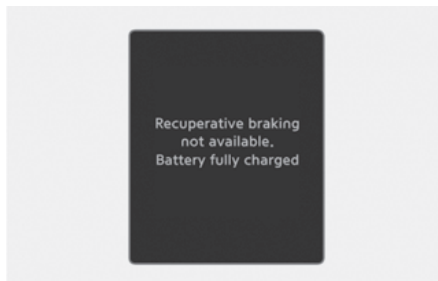 Recuperative braking
not available.
Battery fully charged